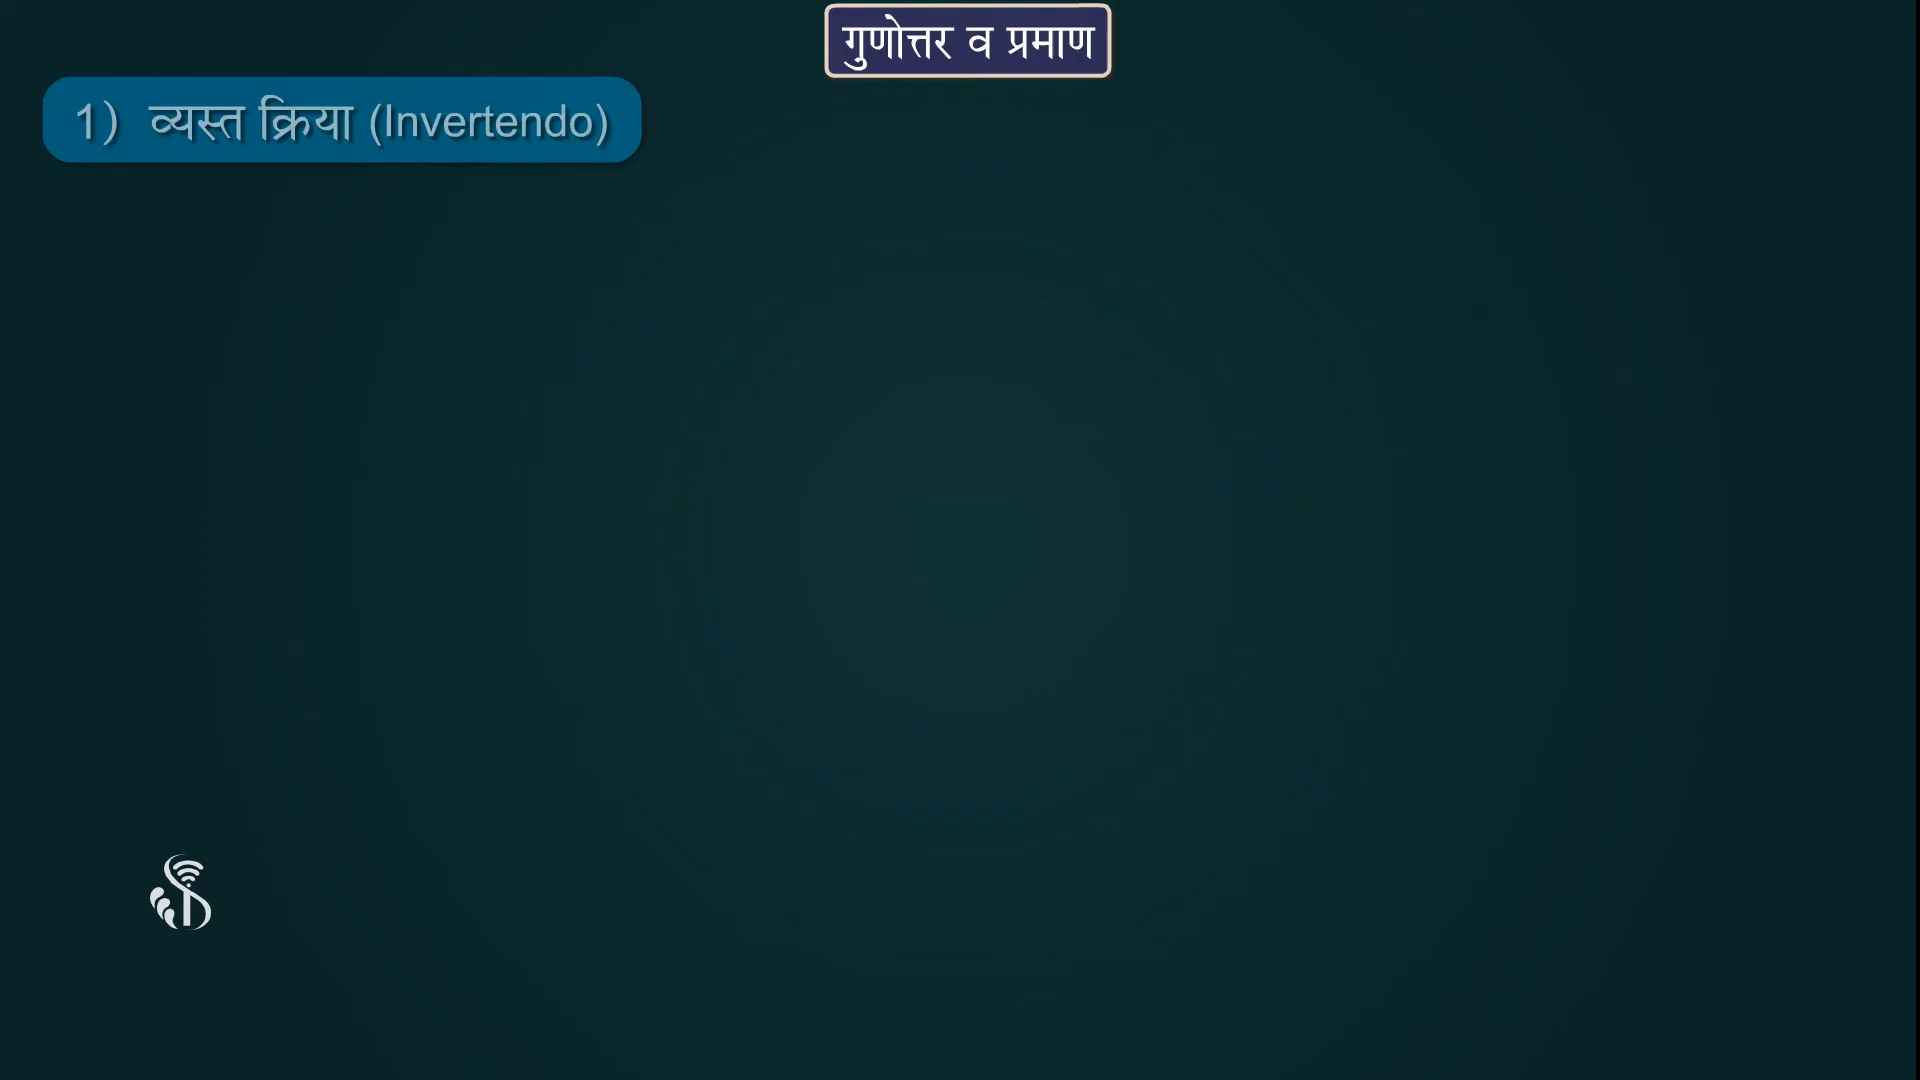 गुणोत्तर व प्रमाण
1) व्यस्त क्रिया (Invertendo)